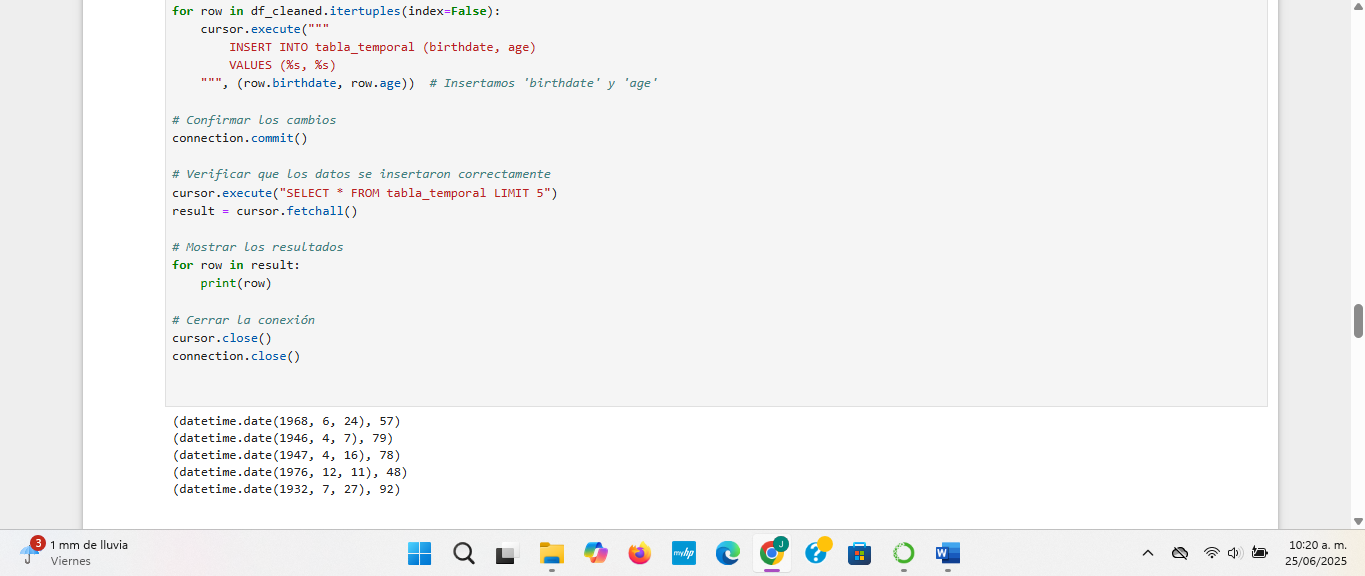 for row in df_cleaned.itertuples(index=False):
    cursor.execute("""
        INSERT INTO tabla_temporal (birthdate, age)
        VALUES (%s, %s)
    """, (row.birthdate, row.age))  # Insertamos 'birthdate' y 'age'
# Confirmar los cambios
connection.commit()
# Verificar que los datos se insertaron correctamente
cursor.execute("SELECT * FROM tabla_temporal LIMIT 5")
result = cursor.fetchall()
# Mostrar los resultados
for row in result:
    print(row)
# Cerrar la conexión
cursor.close()
connection.close()
(datetime.date(1968, 6, 24), 57)
(datetime.date(1946, 4, 7), 79)
(datetime.date(1947, 4, 16), 78)
(datetime.date(1976, 12, 11), 48)
(datetime.date(1932, 7, 27), 92)
3
1 mm de lluvia
Viernes
myhp
J
?
W
10:20 a. m.
25/06/2025